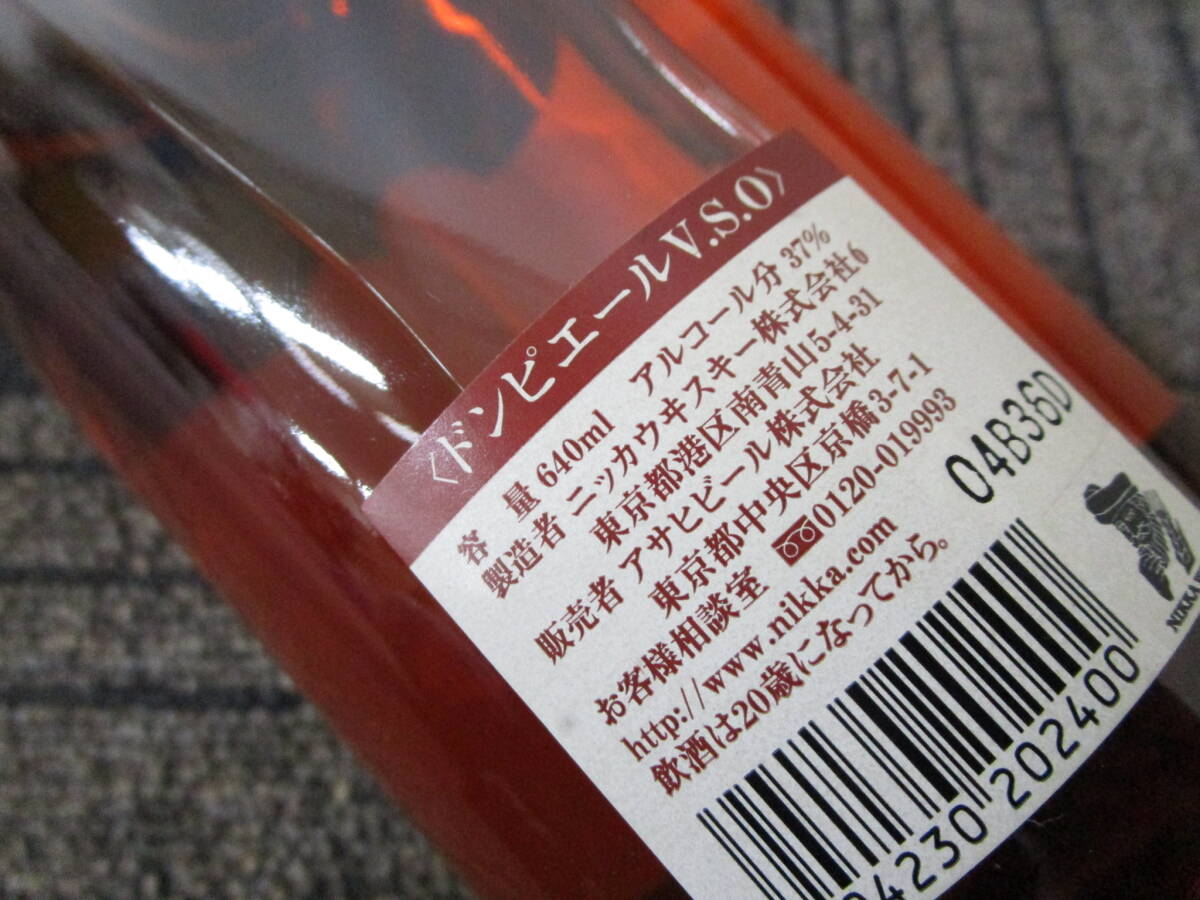 〈ドンピエールV.S.O〉
容 量 640ml アルコール分 37%
製造者 ニッカウヰスキー株式会社6
東京都港区南青山5-4-31
販売者 アサヒビール株式会社
東京都中央区京橋3-7-1
お客様相談室 0120-019993
http://www.nikka.com
飲酒は20歳になってから。
04B36D
NIKKA
04230 202400